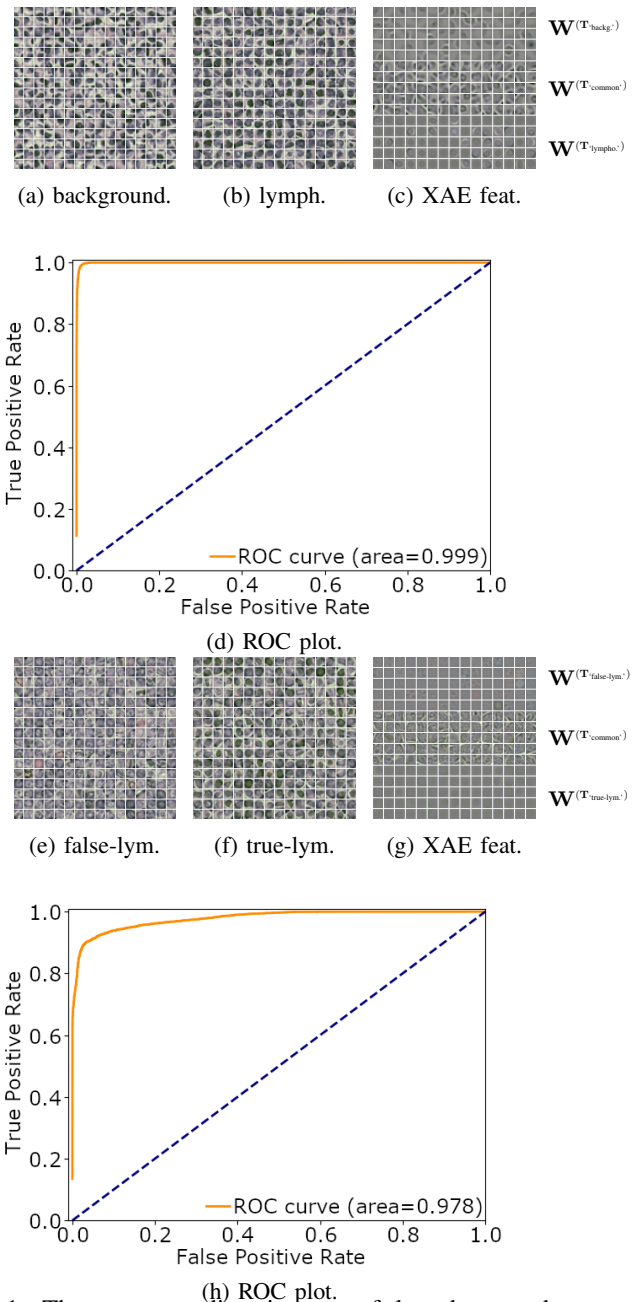 W(T'backg.')
W(T'common')
W(T'lympho.')
(a) background. (b) lymph. (c) XAE feat.
True Positive Rate
1.0
0.8
0.6
0.4
0.2
0.0
ROC curve (area=0.999)
0.0 0.2 0.4 0.6 0.8 1.0
False Positive Rate
(d) ROC plot.
W(T'false-lym.')
W(T'common')
W(T'true-lym.')
(e) false-lym. (f) true-lym. (g) XAE feat.
True Positive Rate
1.0
0.8
0.6
0.4
0.2
0.0
ROC curve (area=0.978)
0.0 0.2 0.4 0.6 0.8 1.0
False Positive Rate
(h) ROC plot.